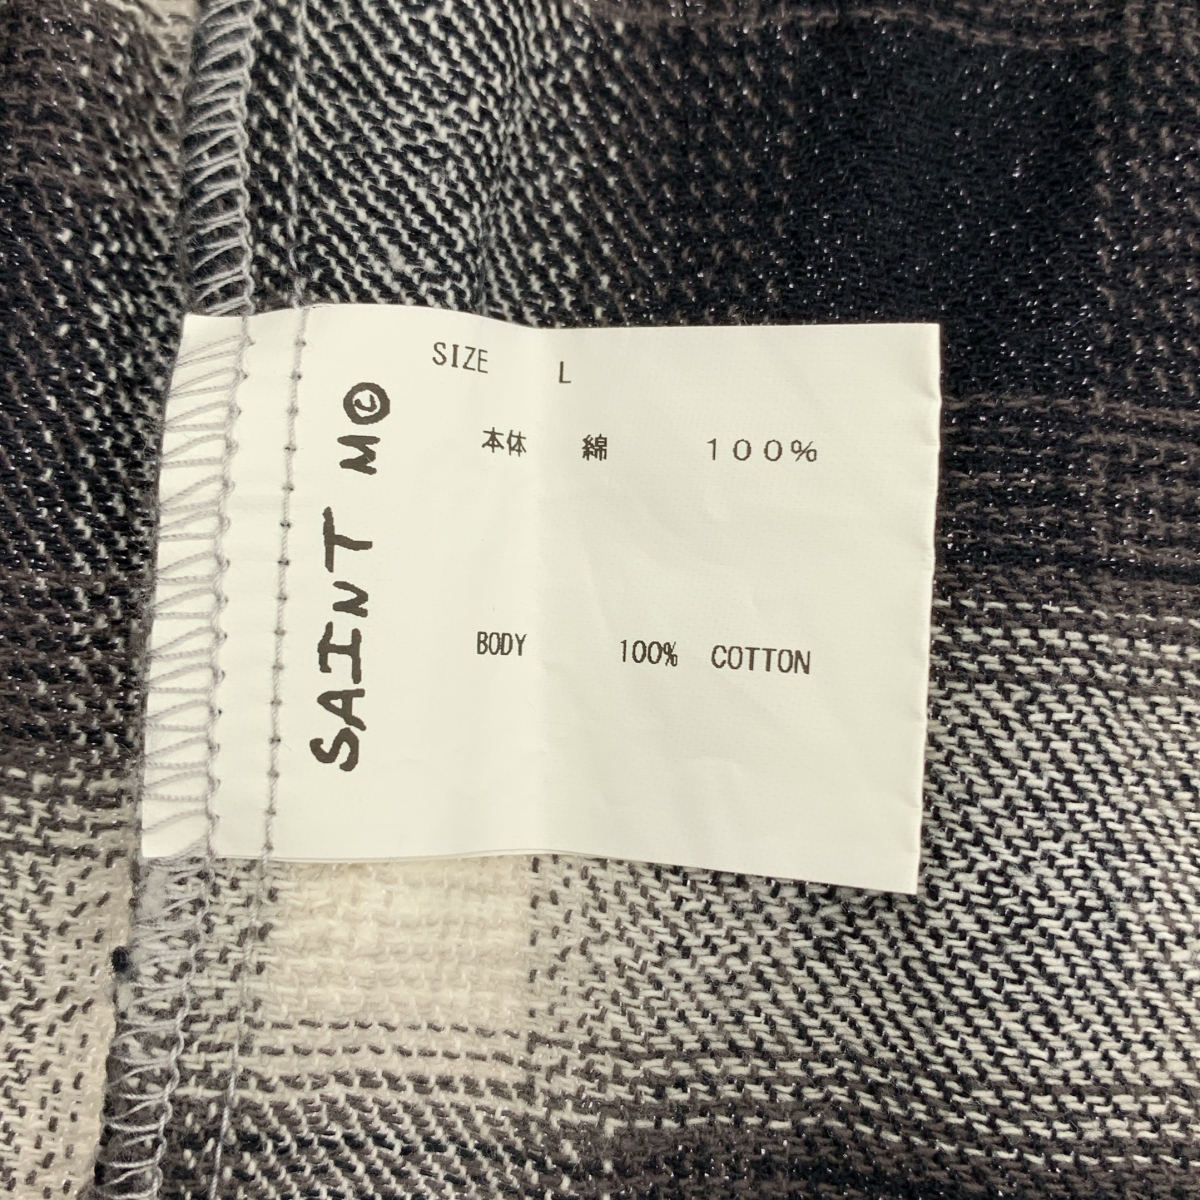 SIZE L
本体 綿 １００％
BODY 100% COTTON
SAINT M©